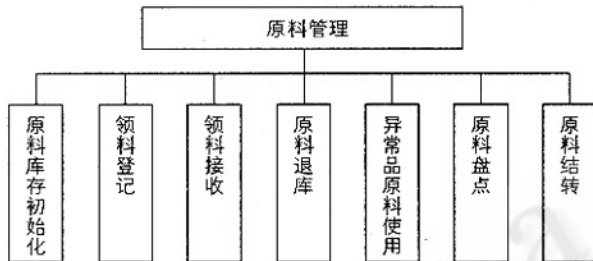 原料管理
原料库存初始化
领料登记
领料接收
原料退库
异常品原料使用
原料盘点
原料结转